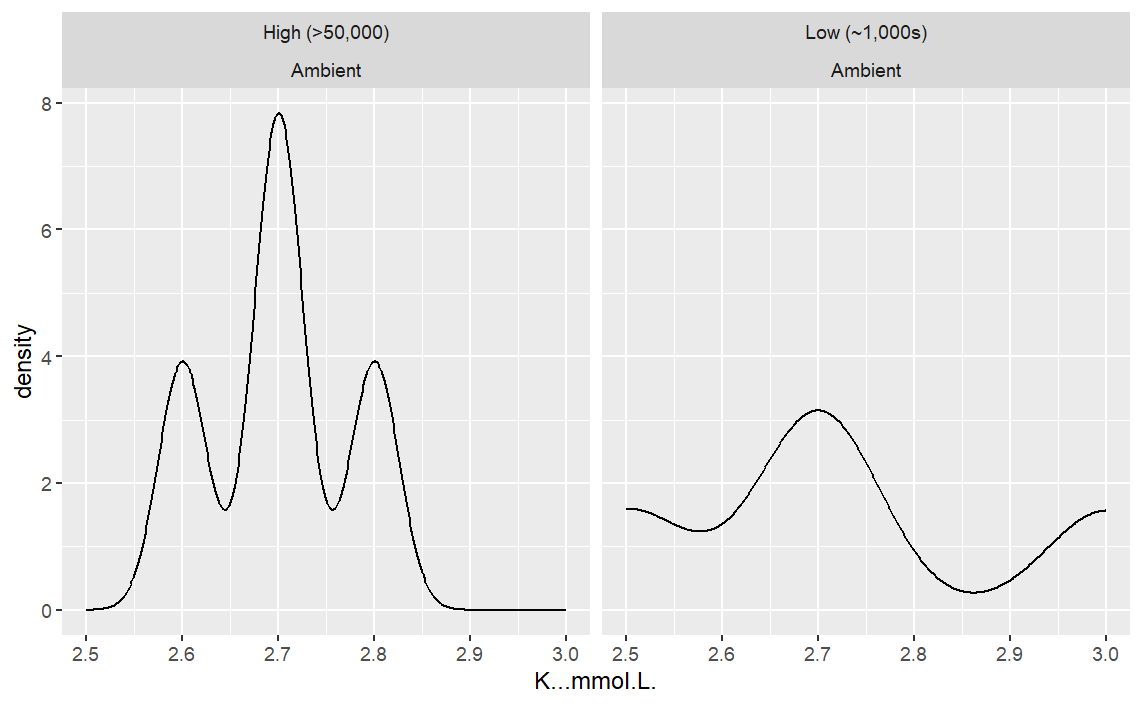 High (>50,000)
Low (~1,000s)
Ambient
Ambient
8
6
4
2
0
density
2.5 2.6 2.7 2.8 2.9 3.0
2.5 2.6 2.7 2.8 2.9 3.0
K...mmol.L.